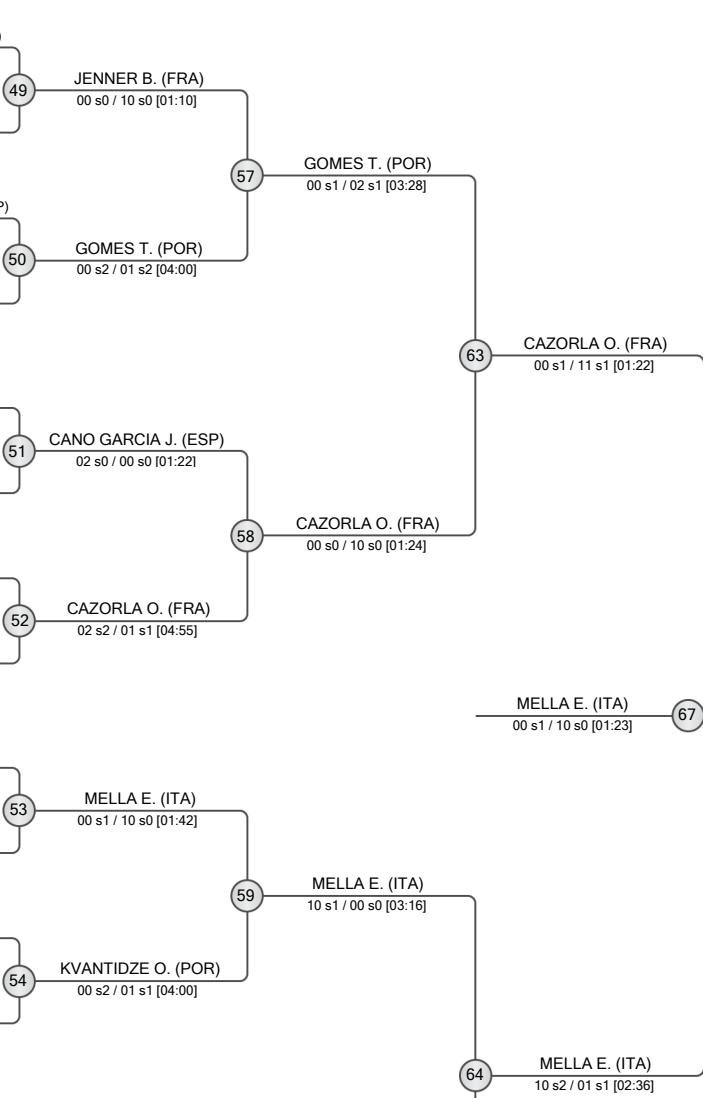 )
49
JENNER B. (FRA)
00 s0 / 10 s0 [01:10]
57
GOMES T. (POR)
00 s1 / 02 s1 [03:28]
P)
50
GOMES T. (POR)
00 s2 / 01 s2 [04:00]
63
CAZORLA O. (FRA)
00 s1 / 11 s1 [01:22]
51
CANO GARCIA J. (ESP)
02 s0 / 00 s0 [01:22]
58
CAZORLA O. (FRA)
00 s0 / 10 s0 [01:24]
52
CAZORLA O. (FRA)
02 s2 / 01 s1 [04:55]
MELLA E. (ITA)
00 s1 / 10 s0 [01:23]
67
53
MELLA E. (ITA)
00 s1 / 10 s0 [01:42]
59
MELLA E. (ITA)
10 s1 / 00 s0 [03:16]
54
KVANTIDZE O. (POR)
00 s2 / 01 s1 [04:00]
64
MELLA E. (ITA)
10 s2 / 01 s1 [02:36]